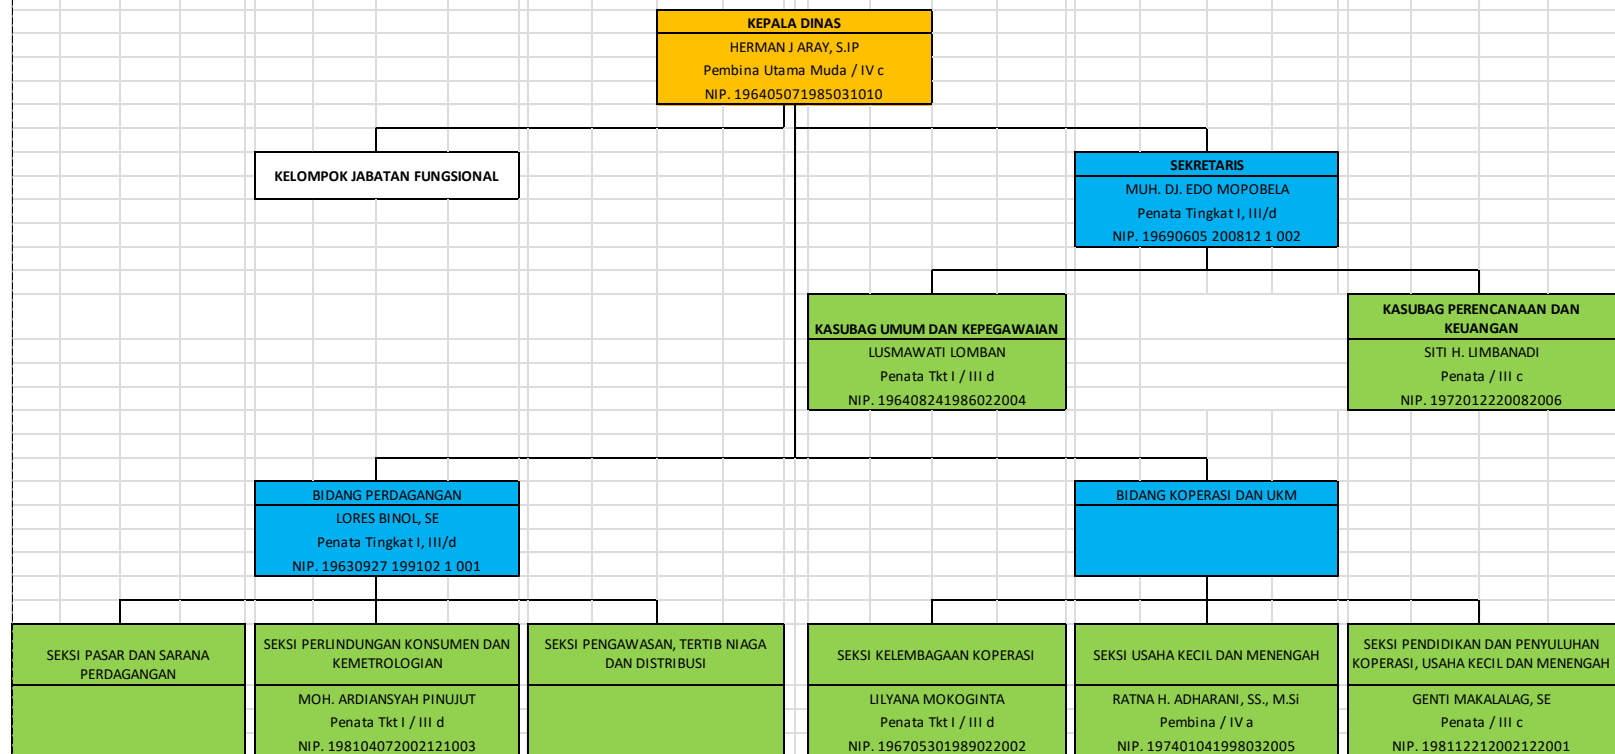 KEPALA DINAS
HERMAN J ARAY, S.IP
Pembina Utama Muda / IV c
NIP. 196405071985031010
KELOMPOK JABATAN FUNGSIONAL
SEKRETARIS
MUH. DJ. EDO MOPOBELA
Penata Tingkat I, III/d
NIP. 19690605 200812 1 002
KASUBAG UMUM DAN KEPEGAWAIAN
LUSMAWATI LOMBAN
Penata Tkt I / III d
NIP. 196408241986022004
KASUBAG PERENCANAAN DAN
KEUANGAN
SITI H. LIMBANADI
Penata / III c
NIP. 1972012220082006
BIDANG PERDAGANGAN
LORES BINOL, SE
Penata Tingkat I, III/d
NIP. 19630927 199102 1 001
BIDANG KOPERASI DAN UKM
SEKSI PASAR DAN SARANA
PERDAGANGAN
SEKSI PERLINDUNGAN KONSUMEN DAN
KEMETROLOGIAN
MOH. ARDIANSYAH PINUJUT
Penata Tkt I / III d
NIP. 198104072002121003
SEKSI PENGAWASAN, TERTIB NIAGA
DAN DISTRIBUSI
SEKSI KELEMBAGAAN KOPERASI
LILYANA MOKOGINTA
Penata Tkt I / III d
NIP. 196705301989022002
SEKSI USAHA KECIL DAN MENENGAH
RATNA H. ADHARANI, SS., M.Si
Pembina / IV a
NIP. 197401041998032005
SEKSI PENDIDIKAN DAN PENYULUHAN
KOPERASI, USAHA KECIL DAN MENENGAH
GENTI MAKALALAG, SE
Penata / III c
NIP. 198112212002122001